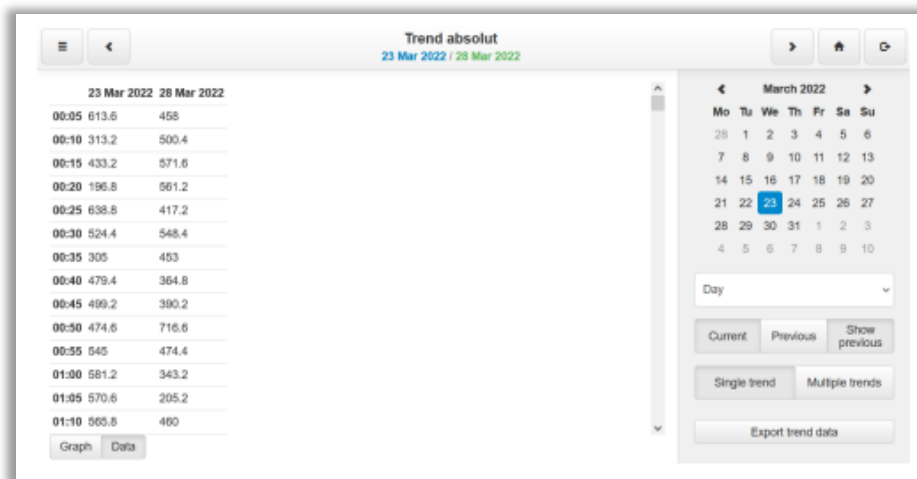 Trend absolut
23 Mar 2022 / 28 Mar 2022
23 Mar 2022 28 Mar 2022
00:05 613.6 458
00:10 313.2 500.4
00:15 433.2 571.6
00:20 196.8 561.2
00:25 638.8 417.2
00:30 524.4 548.4
00:35 305 453
00:40 479.4 364.8
00:45 499.2 390.2
00:50 474.6 716.6
00:55 545 474.4
01:00 581.2 343.2
01:05 570.6 205.2
01:10 565.8 460
Graph Data
March 2022
Mo Tu We Th Fr Sa Su
28 1 2 3 4 5 6
7 8 9 10 11 12 13
14 15 16 17 18 19 20
21 22 23 24 25 26 27
28 29 30 31 1 2 3
4 5 6 7 8 9 10
Day
Current Previous Show
previous
Single trend Multiple trends
Export trend data